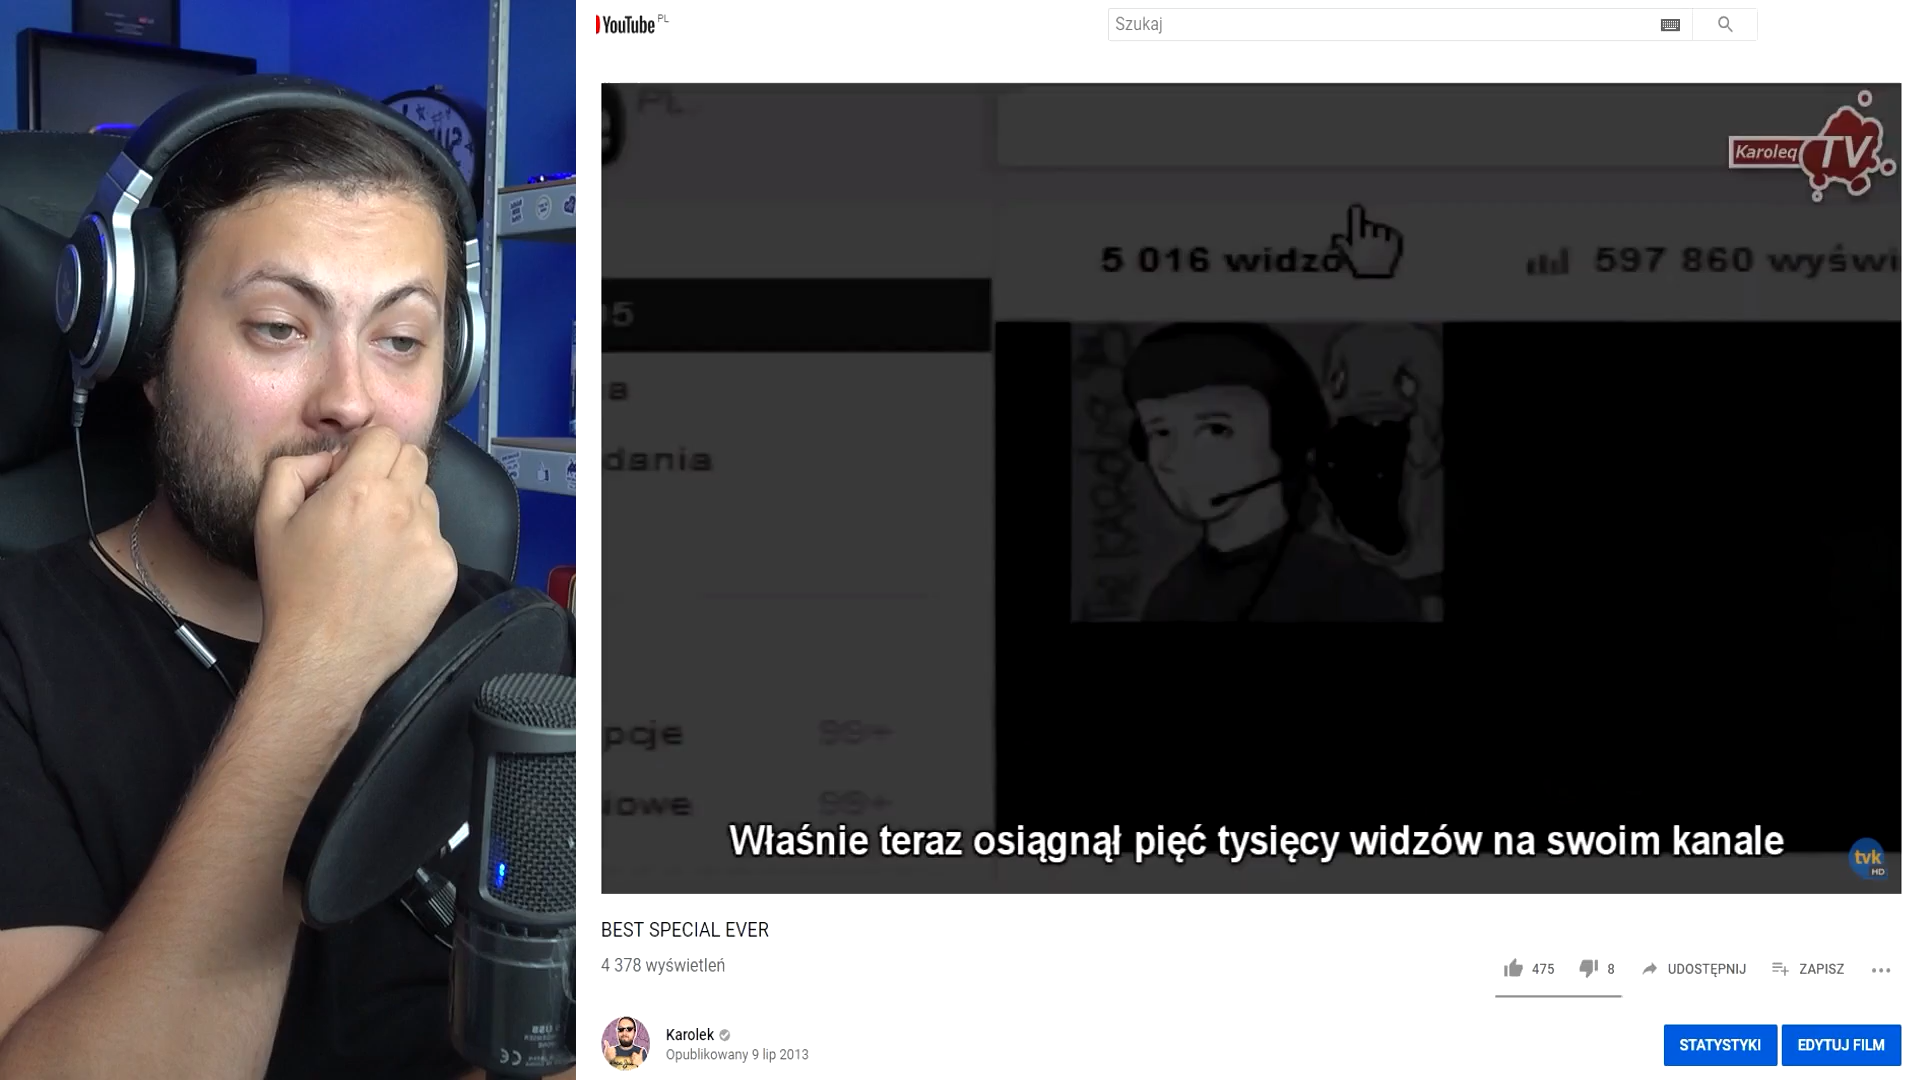 YouTube PL
Szukaj
PL
Karoleq TV
5 016 widzó
597 860 wyświ
dania
pcje 99+
iowe 99+
Właśnie teraz osiągnął pięć tysięcy widzów na swoim kanale
tvk
HD
BEST SPECIAL EVER
4 378 wyświetleń
475
8
UDOSTĘPNIJ
ZAPISZ
Karolek
Opublikowany 9 lip 2013
STATYSTYKI
EDYTUJ FILM